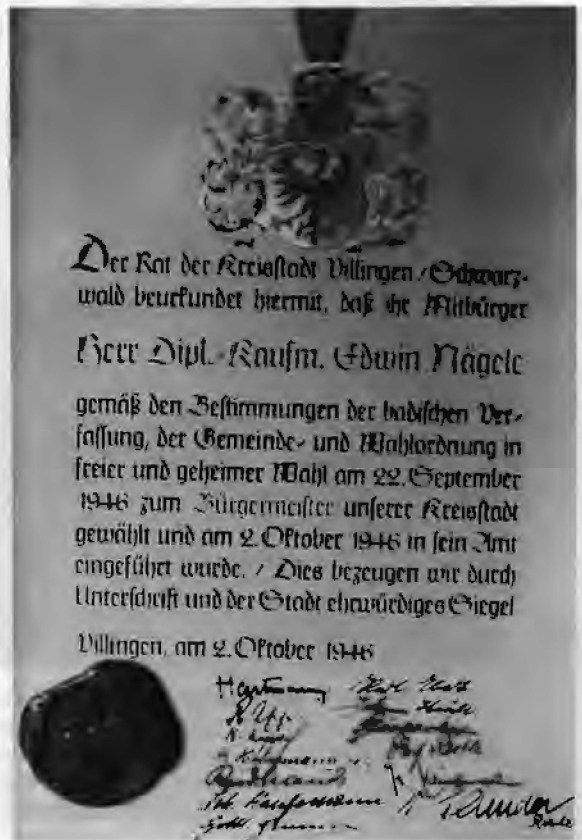 Der Rat der Kreisstadt Villingen / Schwarz-
wald beurkundet hiermit, daß ihr Mitbürger
Herr Dipl.-Kaufm. Edwin Nägele
gemäß den Bestimmungen der badischen Ver-
fassung, der Gemeinde- und Wahlordnung in
freier und geheimer Wahl am 22. September
1946 zum Bürgermeister unserer Kreisstadt
gewählt und am 2. Oktober 1946 in sein Amt
eingeführt wurde. / Dies bezeugen wir durch
Unterschrift und der Stadt ehrwürdiges Siegel
Villingen, am 2. Oktober 1946